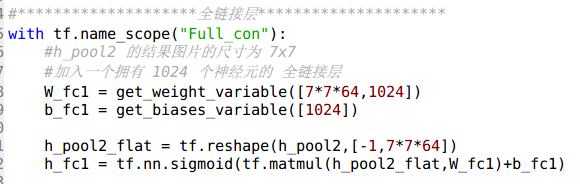 #********************全链接层*********************
with tf.name_scope("Full_con"):
#h_pool2 的结果图片的尺寸为 7x7
#加入一个拥有 1024 个神经元的 全链接层
W_fc1 = get_weight_variable([7*7*64,1024])
b_fc1 = get_biases_variable([1024])
h_pool2_flat = tf.reshape(h_pool2,[-1,7*7*64])
h_fc1 = tf.nn.sigmoid(tf.matmul(h_pool2_flat,W_fc1)+b_fc1)